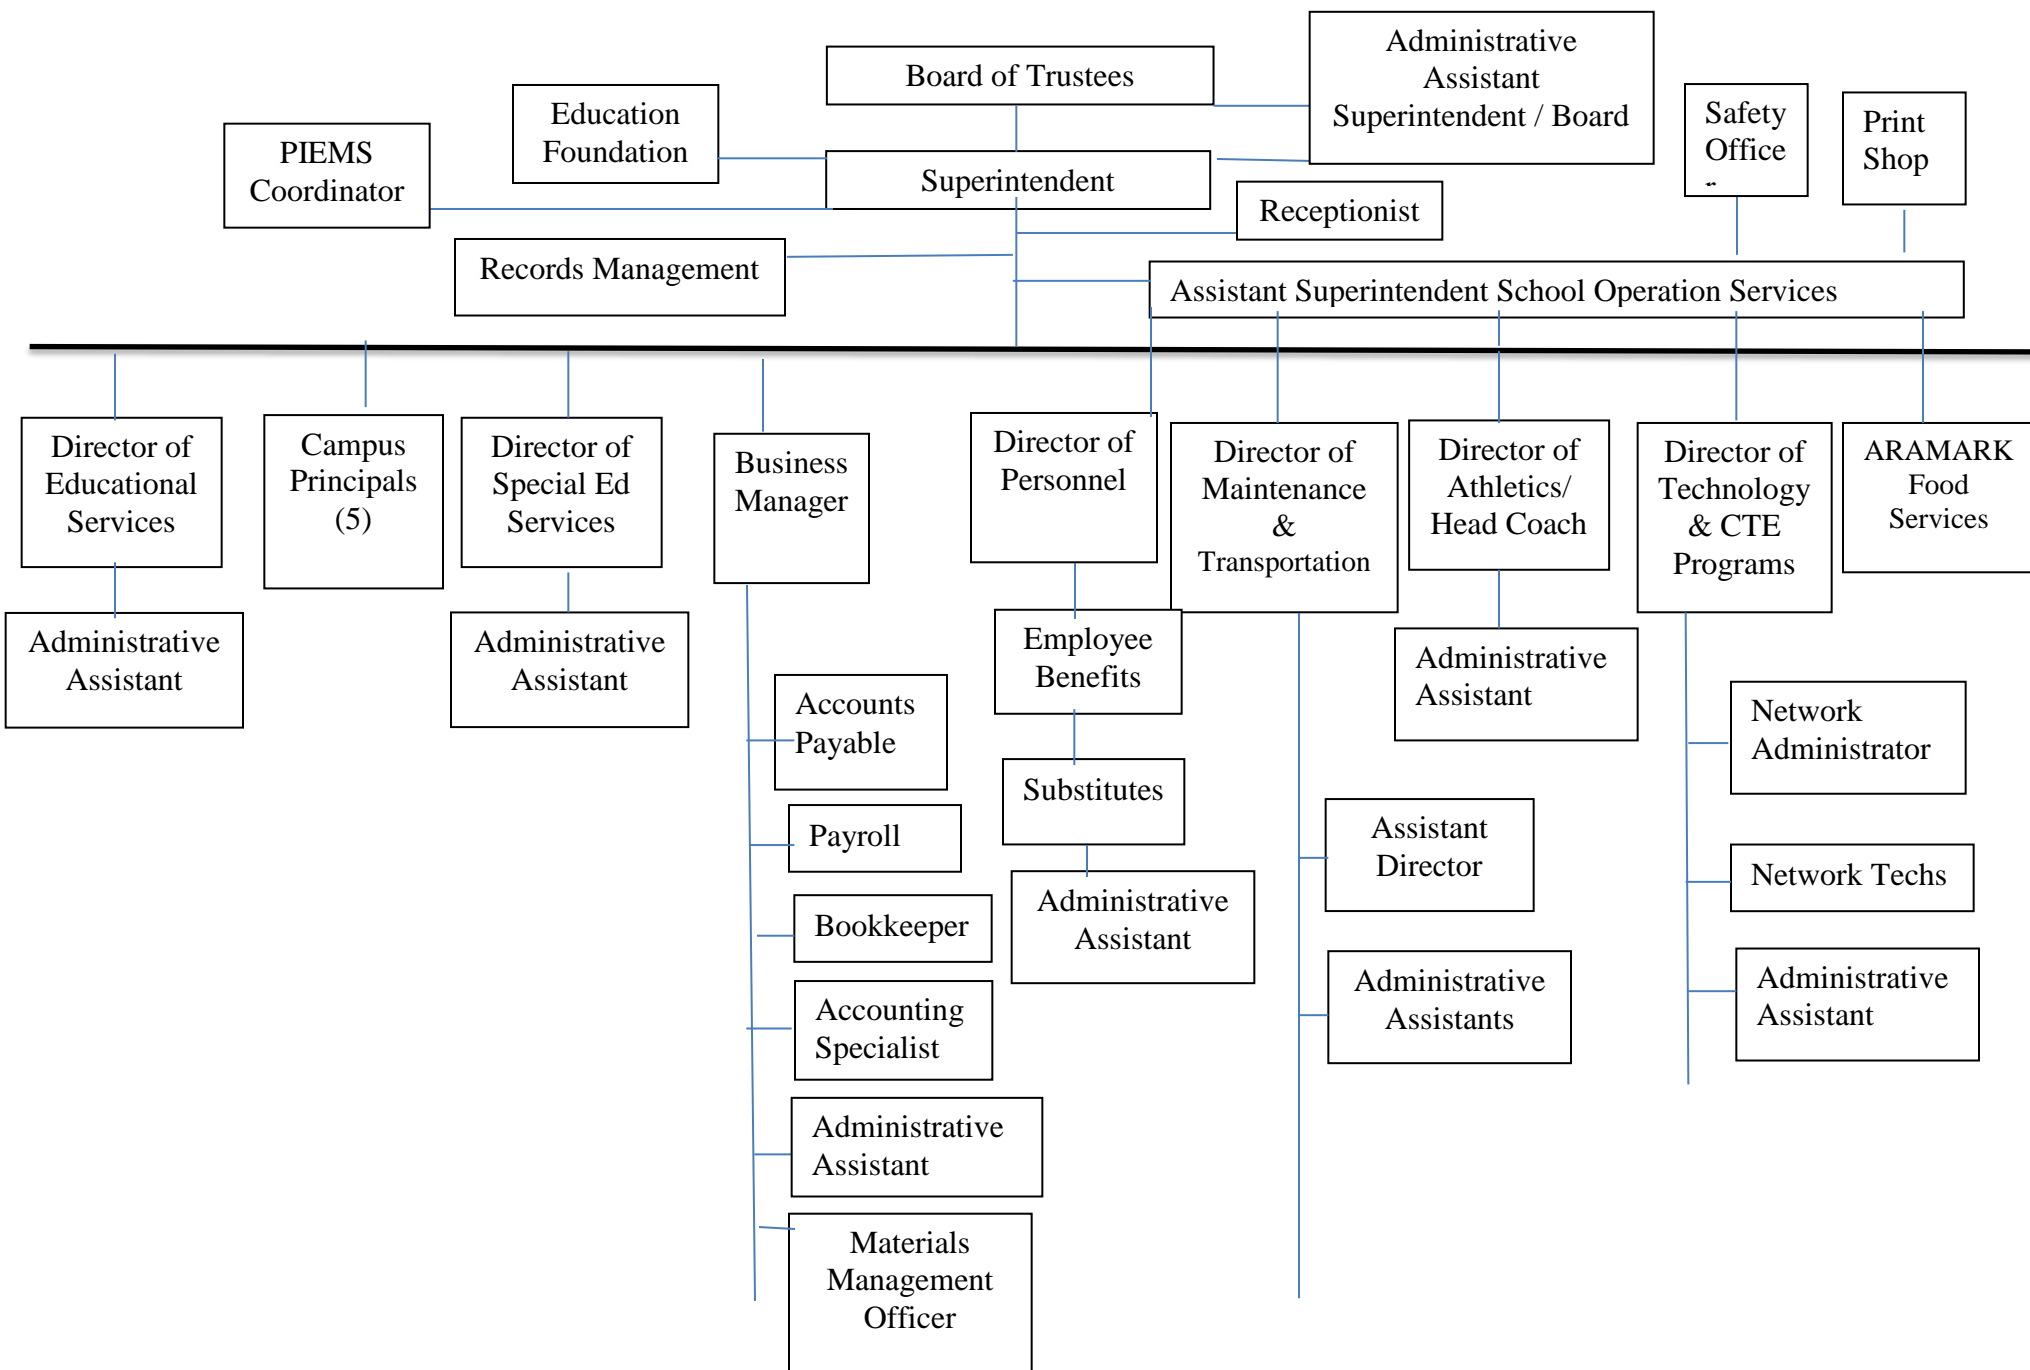 Board of Trustees
Administrative
Assistant
Superintendent / Board
Education
Foundation
PIEMS
Coordinator
Superintendent
Safety
Office
Print
Shop
Receptionist
Records Management
Assistant Superintendent School Operation Services
Director of
Educational
Services
Campus
Principals
(5)
Director of
Special Ed
Services
Business
Manager
Director of
Personnel
Director of
Maintenance
&
Transportation
Director of
Athletics/
Head Coach
Director of
Technology
& CTE
Programs
ARAMARK
Food
Services
Administrative
Assistant
Administrative
Assistant
Accounts
Payable
Payroll
Bookkeeper
Accounting
Specialist
Administrative
Assistant
Materials
Management
Officer
Employee
Benefits
Substitutes
Administrative
Assistant
Assistant
Director
Administrative
Assistants
Administrative
Assistant
Network
Administrator
Network Techs
Administrative
Assistant